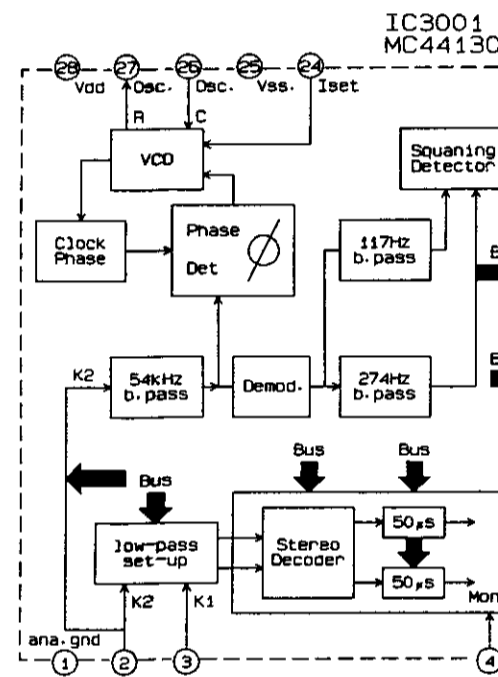 IC3001
MC44130
28 27 26 25 24
Vdd Osc. Osc. Vss. Iset
R C
VCO
Squaning
Detector
Clock
Phase
Phase
Det
117Hz
b.pass
B
K2
54kHz
b.pass
Demod.
274Hz
b.pass
B
Bus Bus Bus
low-pass
set-up
Stereo
Decoder
50µs
50µs
K2 K1
Mon
ana.gnd
1 2 3 4